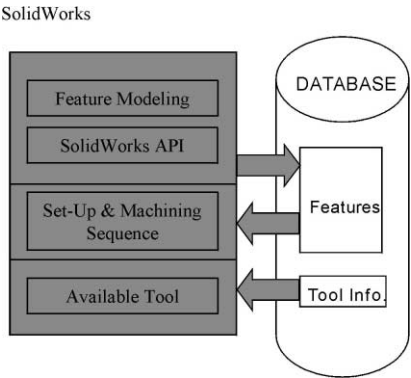 SolidWorks
Feature Modeling
SolidWorks API
Set-Up & Machining
Sequence
Available Tool
DATABASE
Features
Tool Info.